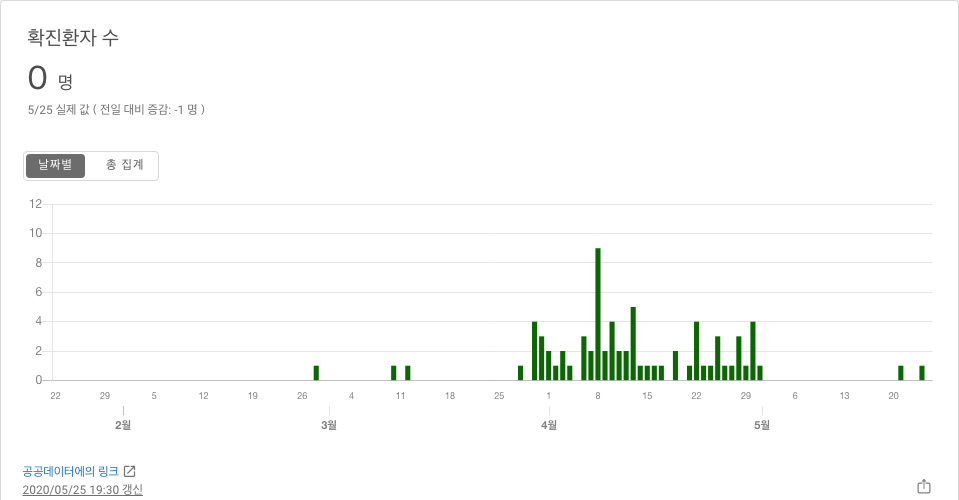 확진환자 수
0 명
5/25 실제 값 ( 전일 대비 증감: -1 명 )
날짜별 총 집계
12
10
8
6
4
2
0
22 29 5 12 19 26 4 11 18 25 1 8 15 22 29 6 13 20
2월 3월 4월 5월
공공데이터에의 링크
2020/05/25 19:30 갱신